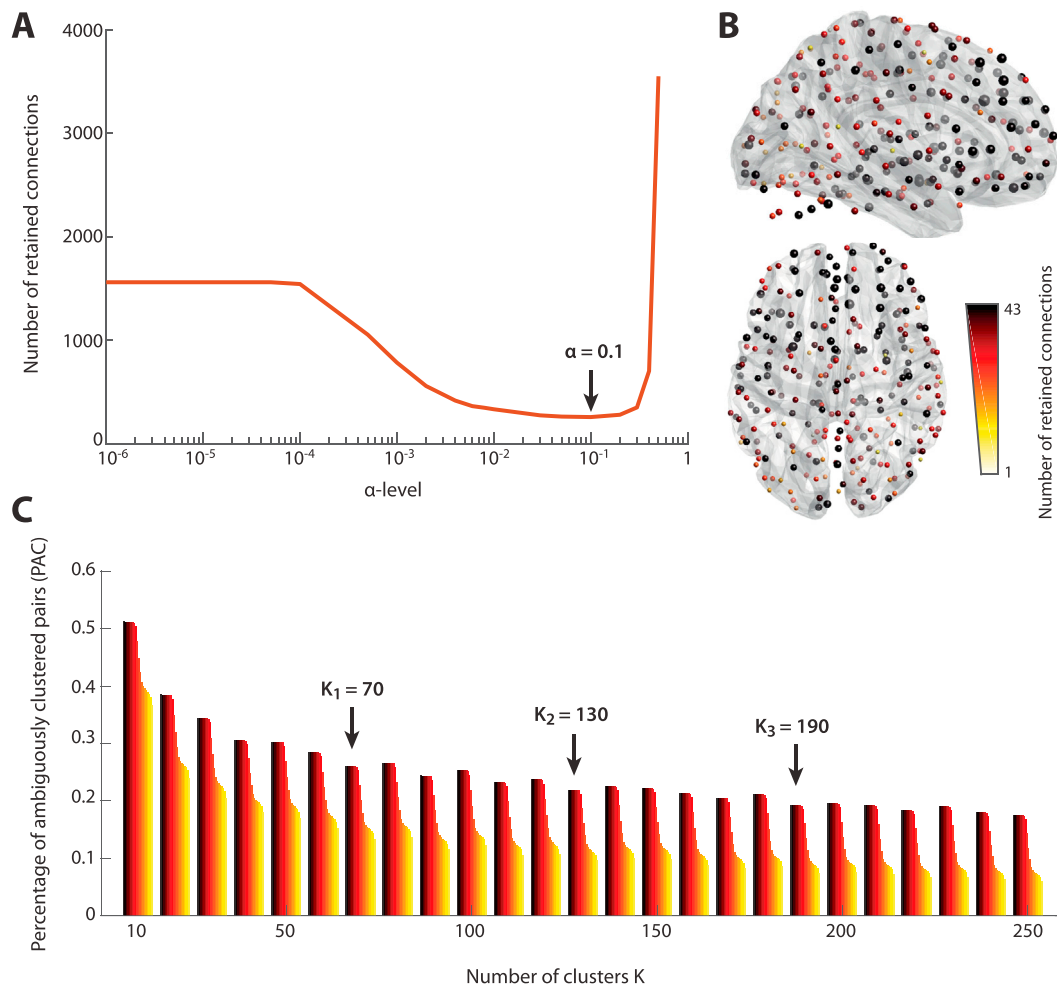 A
4000
3000
2000
1000
0
Number of retained connections
α = 0.1
10-6
10-5
10-4
10-3
10-2
10-1
1
α-level
B
43
1
Number of retained connections
C
0.6
0.5
0.4
0.3
0.2
0.1
0
Percentage of ambiguously clustered pairs (PAC)
K1 = 70
K2 = 130
K3 = 190
10
50
100
150
200
250
Number of clusters K